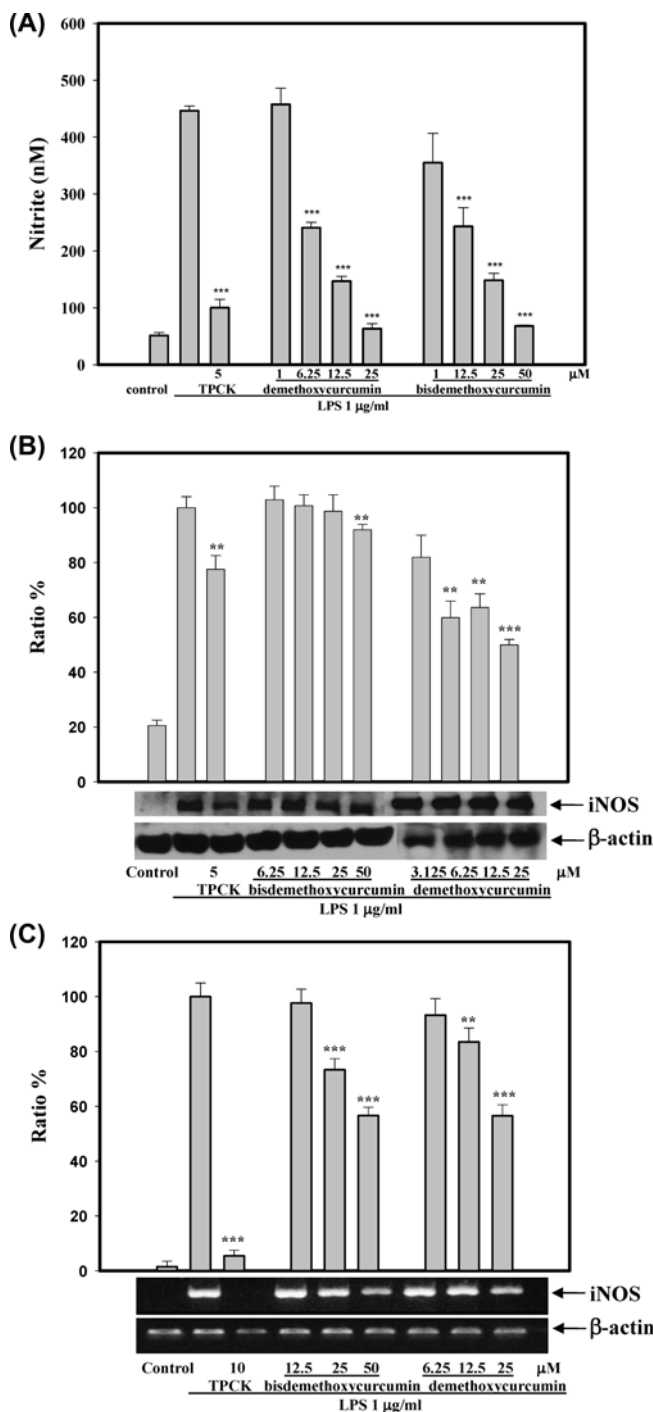 (A)
600
500
400
300
200
100
0
Nitrite (nM)
***
***
***
***
***
***
***
5
1 6.25 12.5 25
1 12.5 25 50
μM
control
TPCK
demethoxycurcumin
bisdemethoxycurcumin
LPS 1 μg/ml
(B)
120
100
80
60
40
20
0
Ratio %
**
**
**
**
***
iNOS
β-actin
Control
5
6.25 12.5 25 50
3.125 6.25 12.5 25
μM
TPCK
bisdemethoxycurcumin
demethoxycurcumin
LPS 1 μg/ml
(C)
120
100
80
60
40
20
0
Ratio %
***
***
***
**
***
iNOS
β-actin
Control
10
12.5 25 50
6.25 12.5 25
μM
TPCK
bisdemethoxycurcumin
demethoxycurcumin
LPS 1 μg/ml